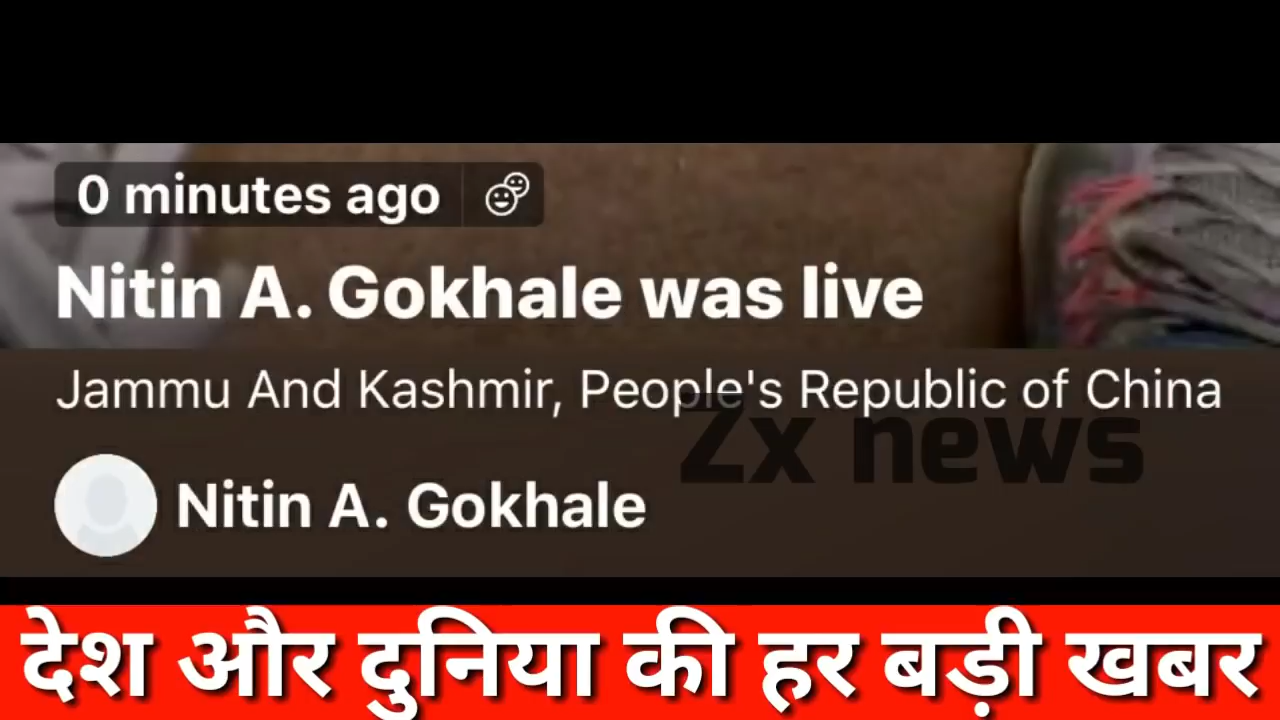 0 minutes ago
Nitin A. Gokhale was live
Jammu And Kashmir, People's Republic of China
Zx news
Nitin A. Gokhale
देश और दुनिया की हर बड़ी खबर